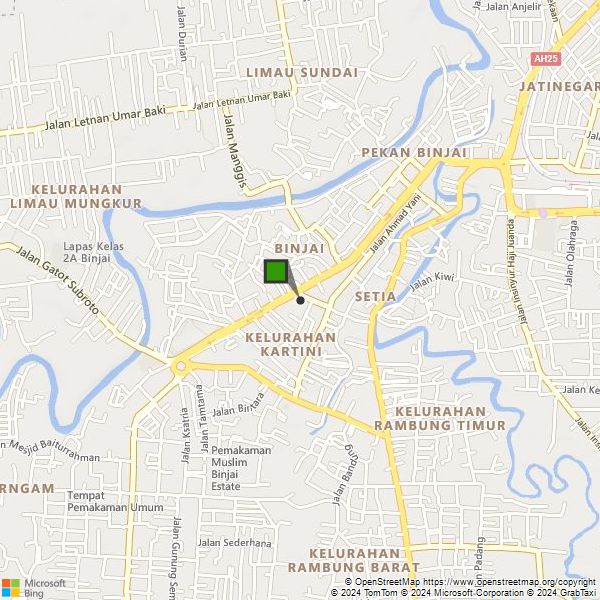 Jalan Anjelir
ekaan
Jalan Durian
AH25
LIMAU SUNDAI
JATINEGAR
Jalan Letnan Umar Baki
Jalan Letnan Umar Baki
Jalan Manggis
PEKAN BINJAI
KELURAHAN
LIMAU MUNGKUR
Jalan Ahmad Yani
Jalan Insinyur Haji Juanda
Jalan Olahraga
Lapas Kelas
2A Binjai
BINJAI
Jalan Gatot Subroto
Jalan Kiwi
SETIA
KELURAHAN
KARTINI
Jalan Ke
Jalan Tamtama
Jalan Ksatria
Jalan Bintara
KELURAHAN
RAMBUNG TIMUR
n Mesjid Baiturrahman
Pemakaman
Muslim
Binjai
Estate
Jalan Bandung
RNGAM
Tempat
Pemakaman Umum
Jalan Gunung Sem
Jalan Sederhana
Jalan Padang
KELURAHAN
RAMBUNG BARAT
Microsoft
Bing
© OpenStreetMap https://www.openstreetmap.org/copyright
© 2024 TomTom © 2024 Microsoft Corporation © 2024 GrabTaxi